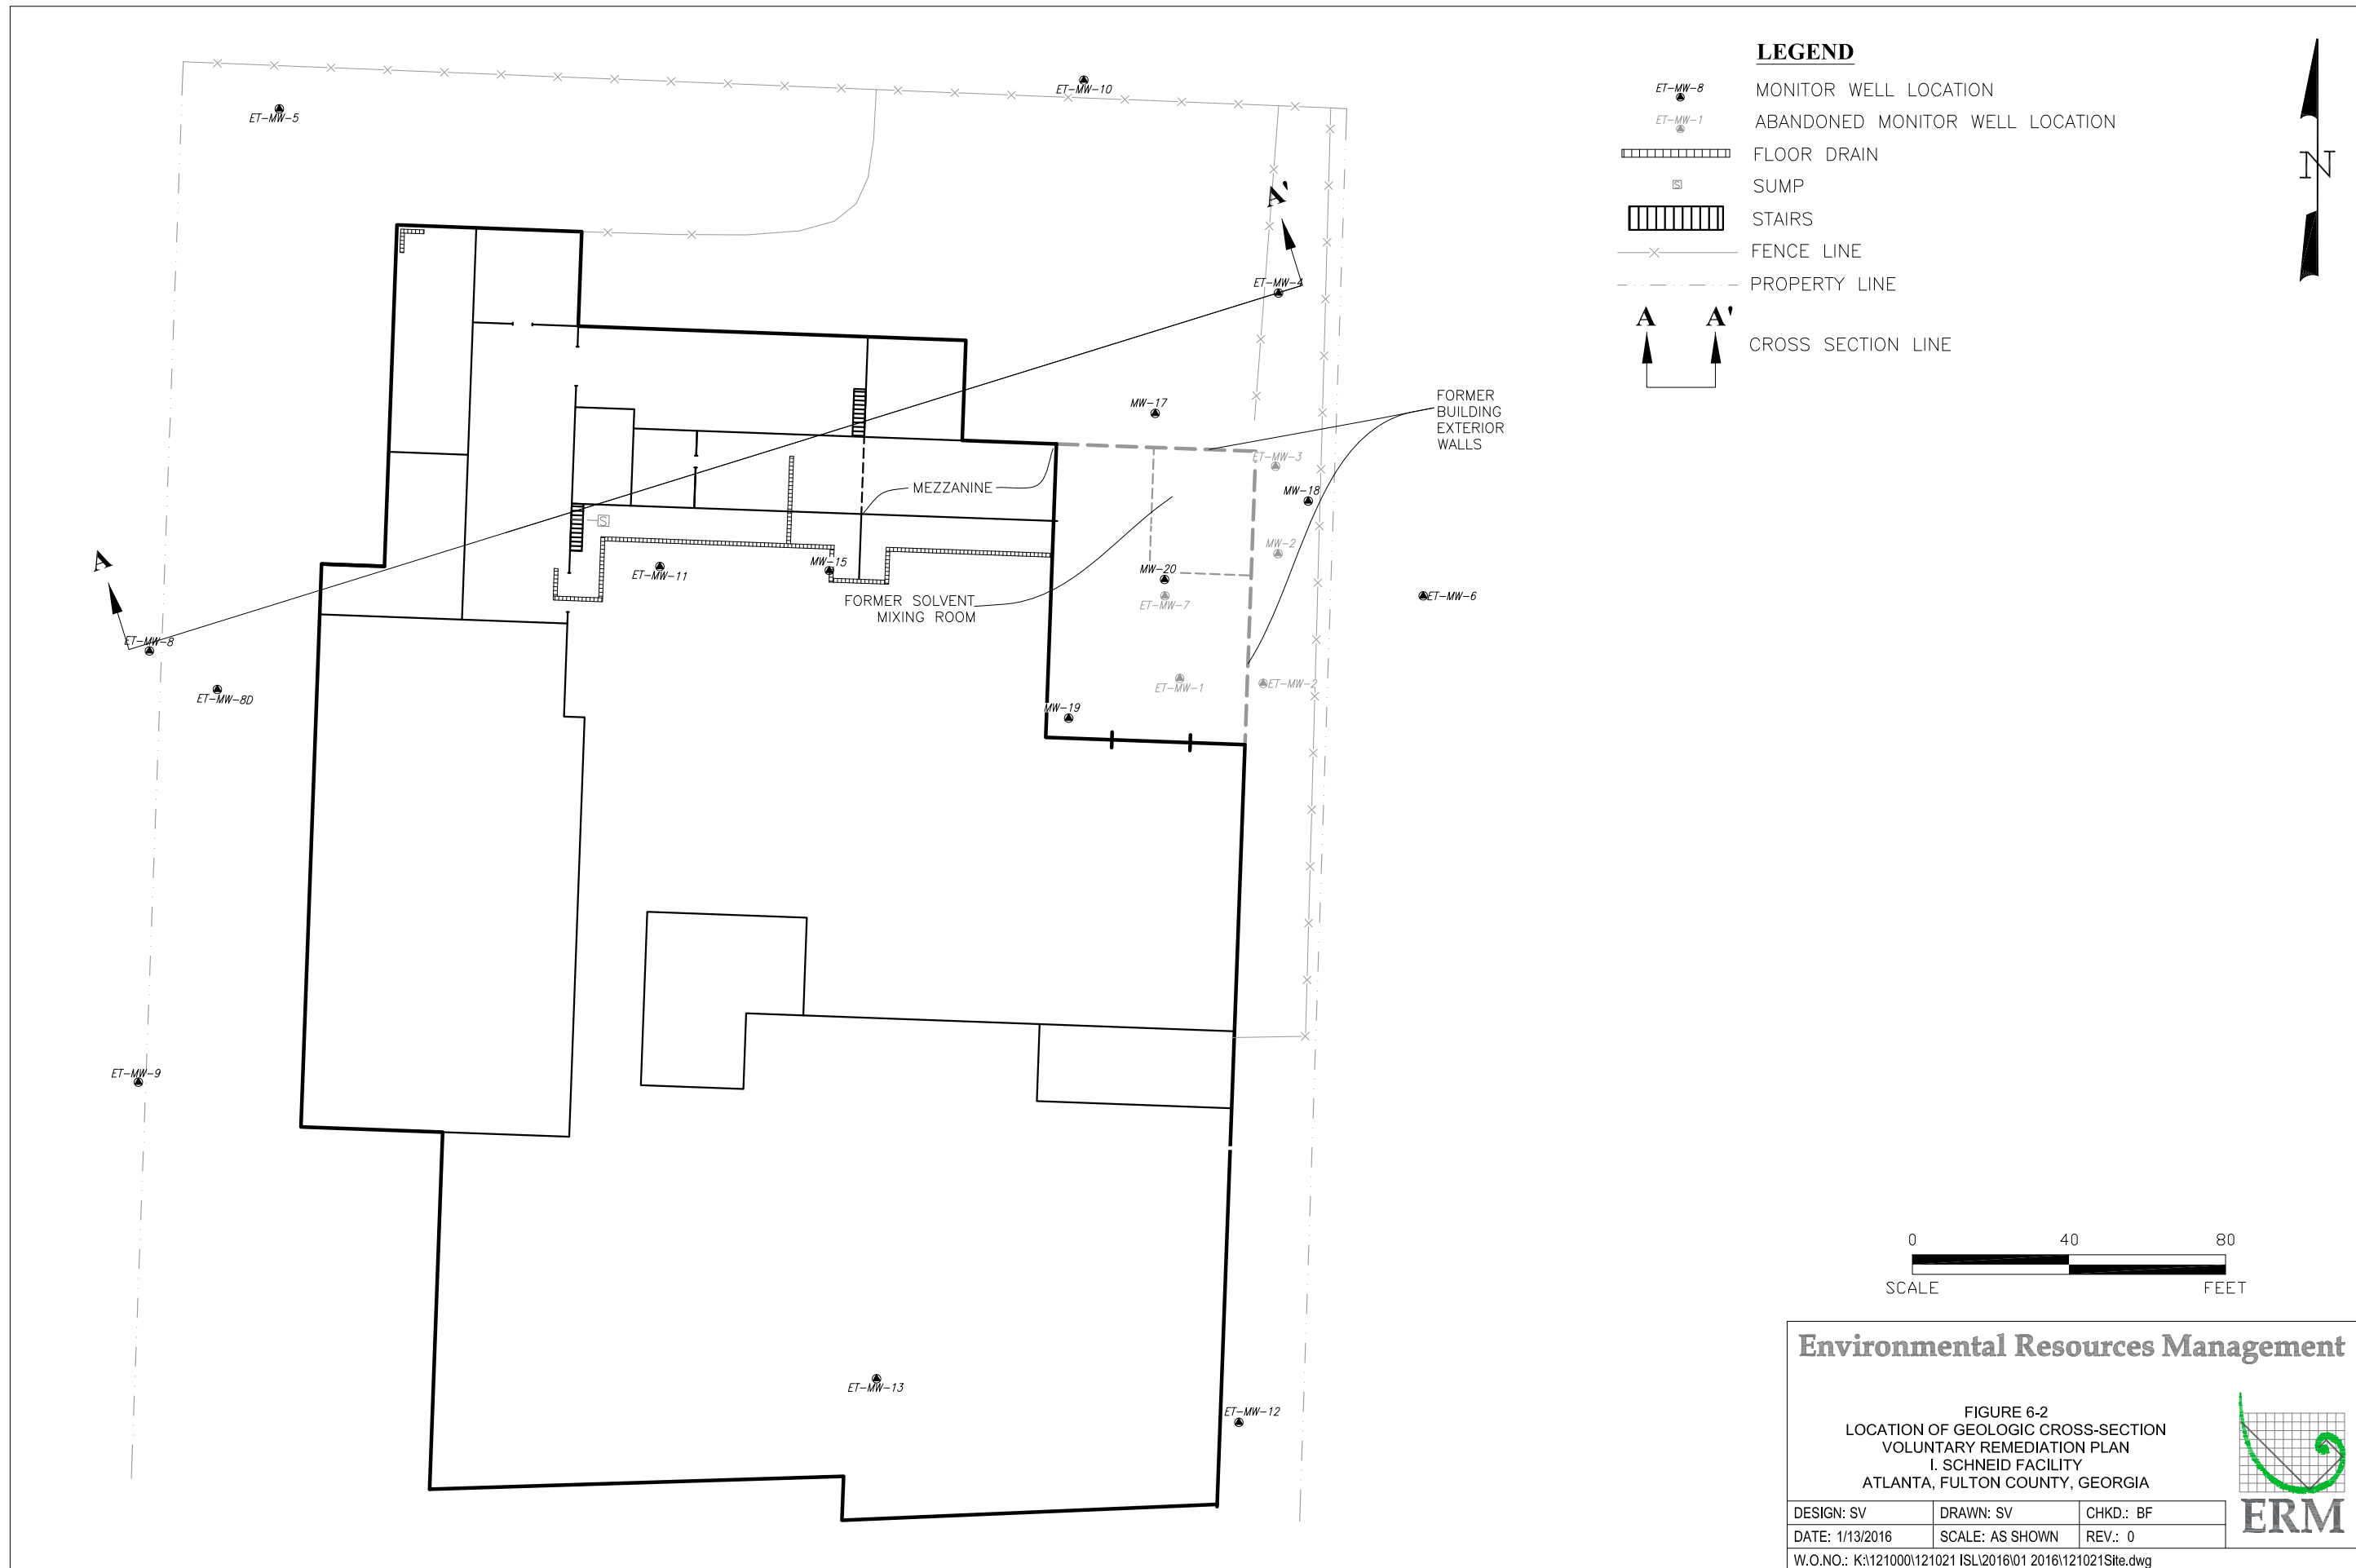 LEGEND
ET-MW-8
MONITOR WELL LOCATION
ET-MW-1
ABANDONED MONITOR WELL LOCATION
FLOOR DRAIN
S
SUMP
STAIRS
FENCE LINE
PROPERTY LINE
A A'
CROSS SECTION LINE
N
ET-MW-10
ET-MW-5
A'
ET-MW-4
FORMER
BUILDING
EXTERIOR
WALLS
MW-17
ET-MW-3
MEZZANINE
MW-18
S
MW-2
A
MW-15
ET-MW-11
MW-20
ET-MW-7
ET-MW-6
FORMER SOLVENT
MIXING ROOM
ET-MW-8
ET-MW-8D
ET-MW-1
ET-MW-2
MW-19
ET-MW-9
ET-MW-13
ET-MW-12
0 40 80
SCALE FEET
Environmental Resources Management
FIGURE 6-2
LOCATION OF GEOLOGIC CROSS-SECTION
VOLUNTARY REMEDIATION PLAN
I. SCHNEID FACILITY
ATLANTA, FULTON COUNTY, GEORGIA
ERM
DESIGN: SV DRAWN: SV CHKD.: BF
DATE: 1/13/2016 SCALE: AS SHOWN REV.: 0
W.O.NO.: K:\121000\121021 ISL\2016\01 2016\121021Site.dwg